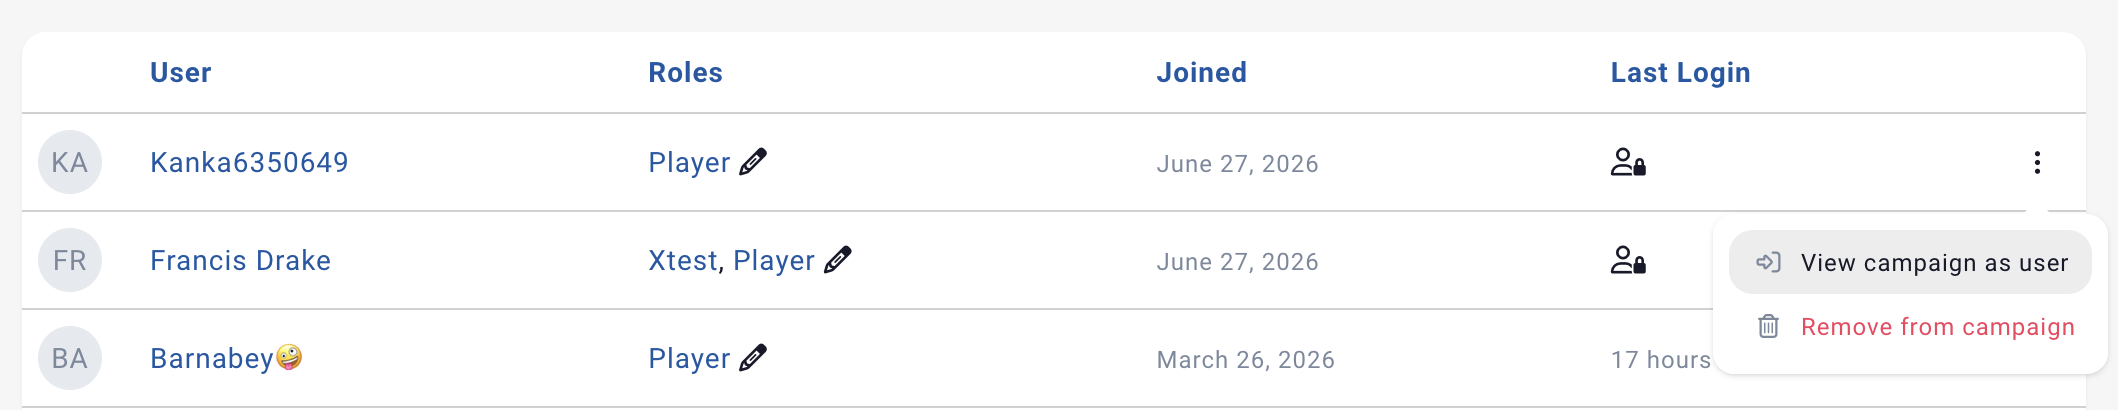 User Roles Joined Last Login
KA Kanka6350649 Player June 27, 2026
FR Francis Drake Xtest, Player June 27, 2026
View campaign as user
Remove from campaign
BA Barnabey🤪 Player March 26, 2026 17 hours